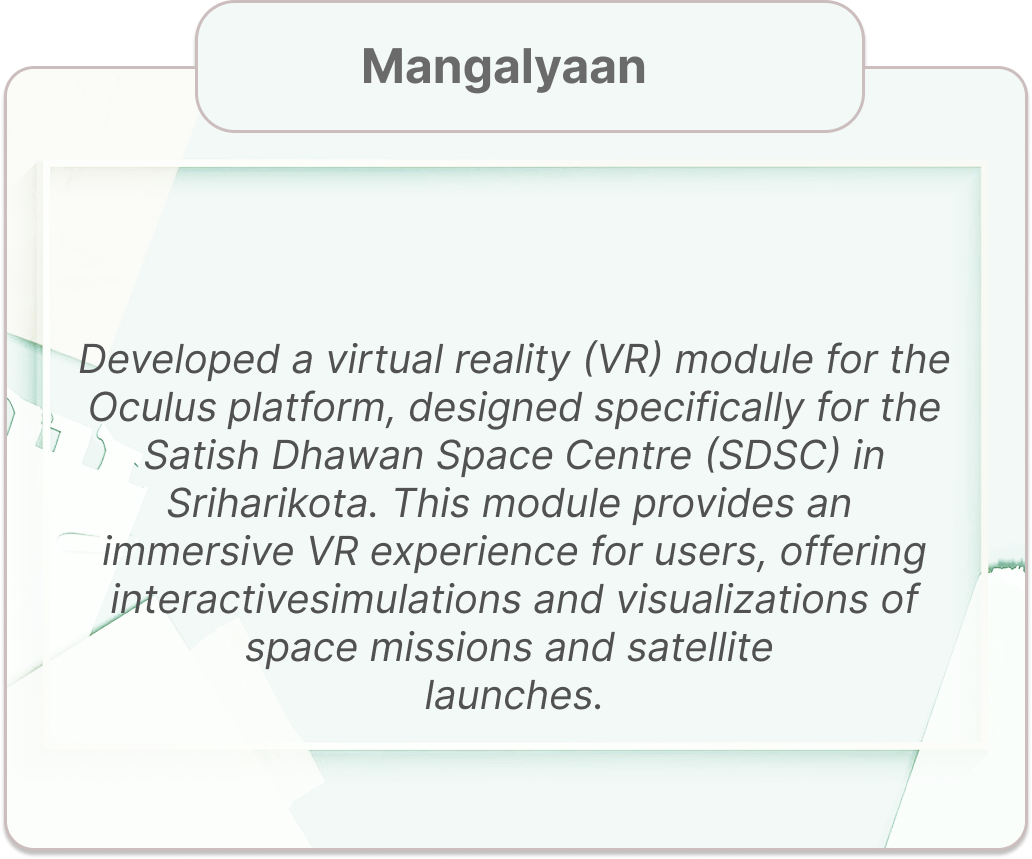 Mangalyaan
Developed a virtual reality (VR) module for the
Oculus platform, designed specifically for the
Satish Dhawan Space Centre (SDSC) in
Sriharikota. This module provides an
immersive VR experience for users, offering
interactivesimulations and visualizations of
space missions and satellite
launches.